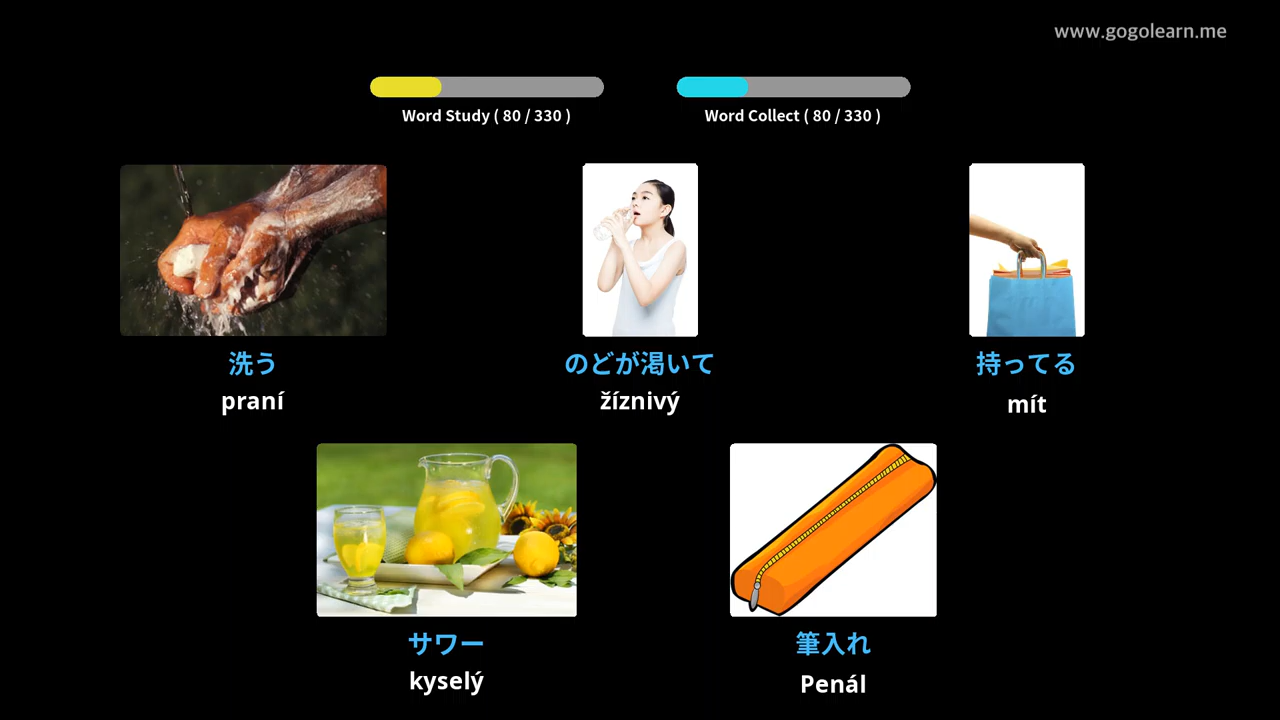 www.gogolearn.me
Word Study ( 80 / 330 )
Word Collect ( 80 / 330 )
洗う
praní
のどが渇いて
žíznivý
持ってる
mít
サワー
kyselý
筆入れ
Penál